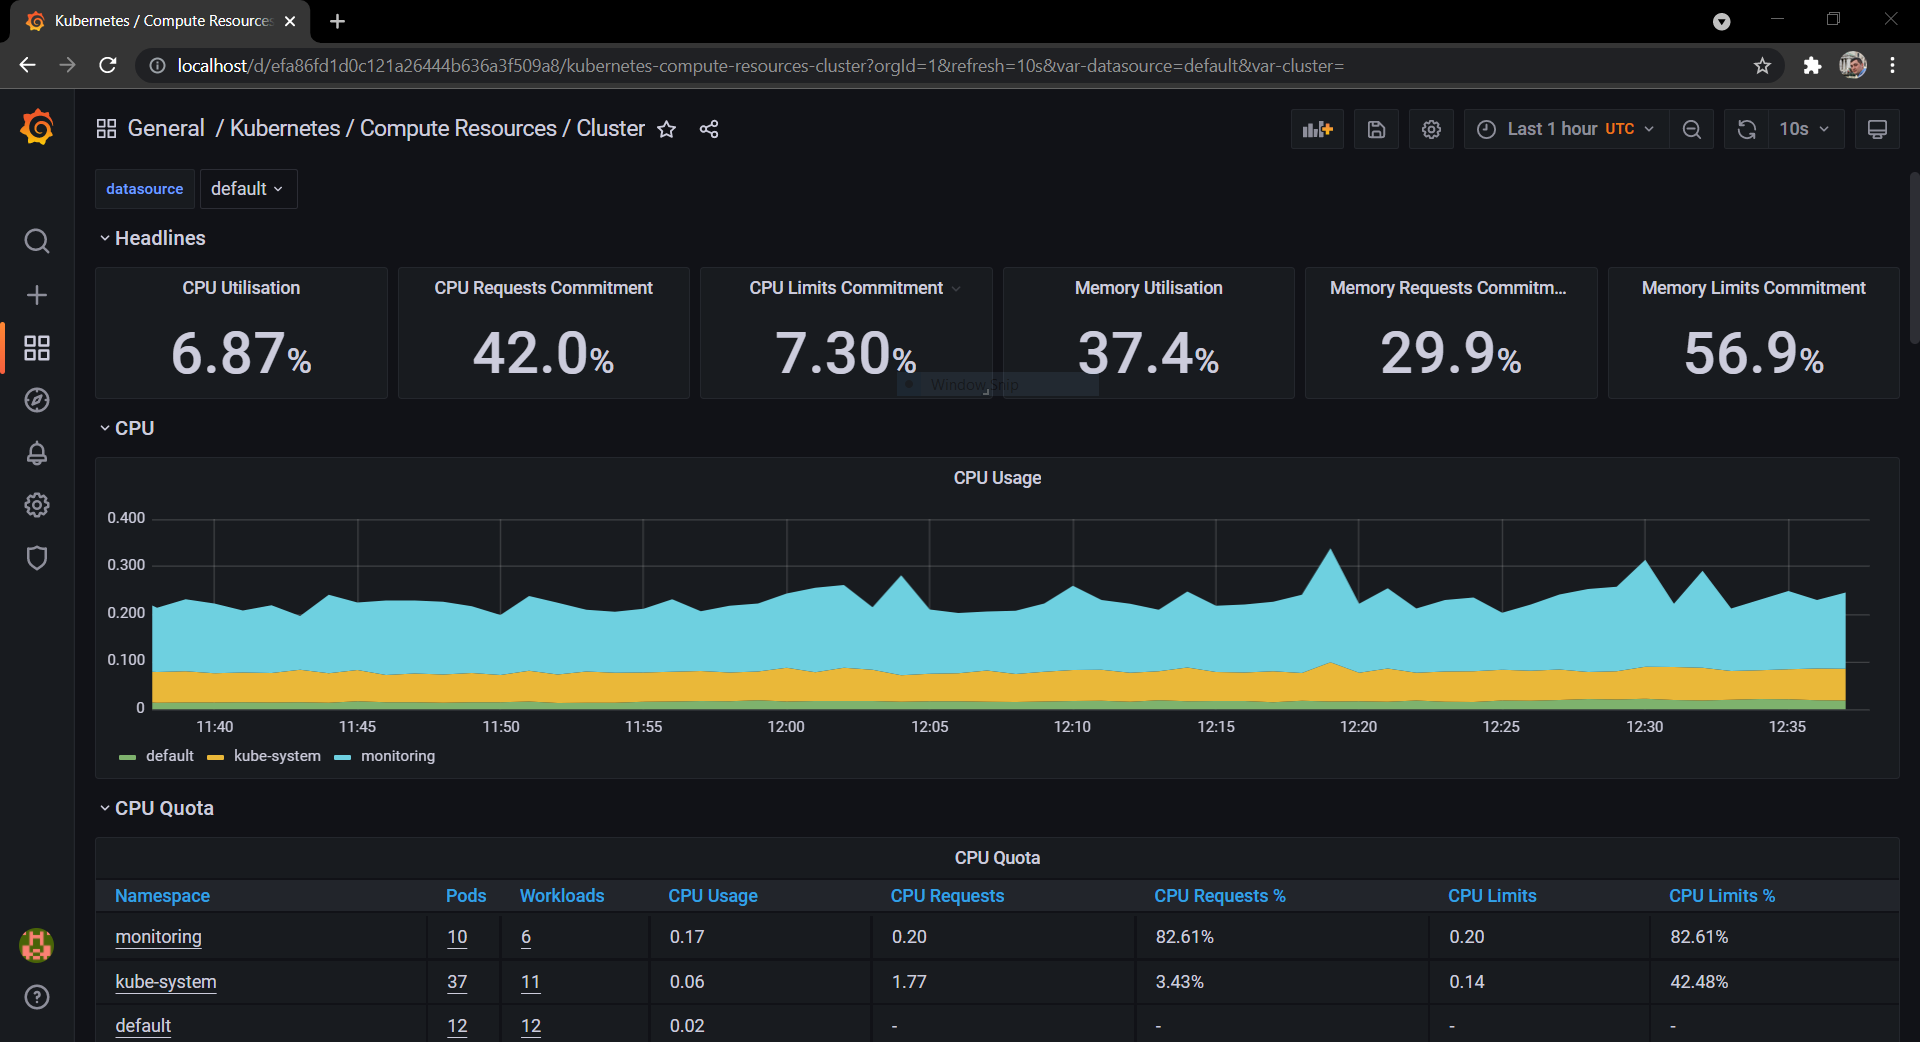 Kubernetes / Compute Resources
localhost/d/efa86fd1d0c121a26444b636a3f509a8/kubernetes-compute-resources-cluster?orgId=1&refresh=10s&var-datasource=default&var-cluster=
General / Kubernetes / Compute Resources / Cluster
Last 1 hour UTC
10s
datasource default
Headlines
CPU Utilisation
6.87%
CPU Requests Commitment
42.0%
CPU Limits Commitment
7.30%
Memory Utilisation
37.4%
Memory Requests Commitm...
29.9%
Memory Limits Commitment
56.9%
Window Snip
CPU
CPU Usage
0.400
0.300
0.200
0.100
0
11:40 11:45 11:50 11:55 12:00 12:05 12:10 12:15 12:20 12:25 12:30 12:35
default kube-system monitoring
CPU Quota
CPU Quota
Namespace Pods Workloads CPU Usage CPU Requests CPU Requests % CPU Limits CPU Limits %
monitoring 10 6 0.17 0.20 82.61% 0.20 82.61%
kube-system 37 11 0.06 1.77 3.43% 0.14 42.48%
default 12 12 0.02 - - - -